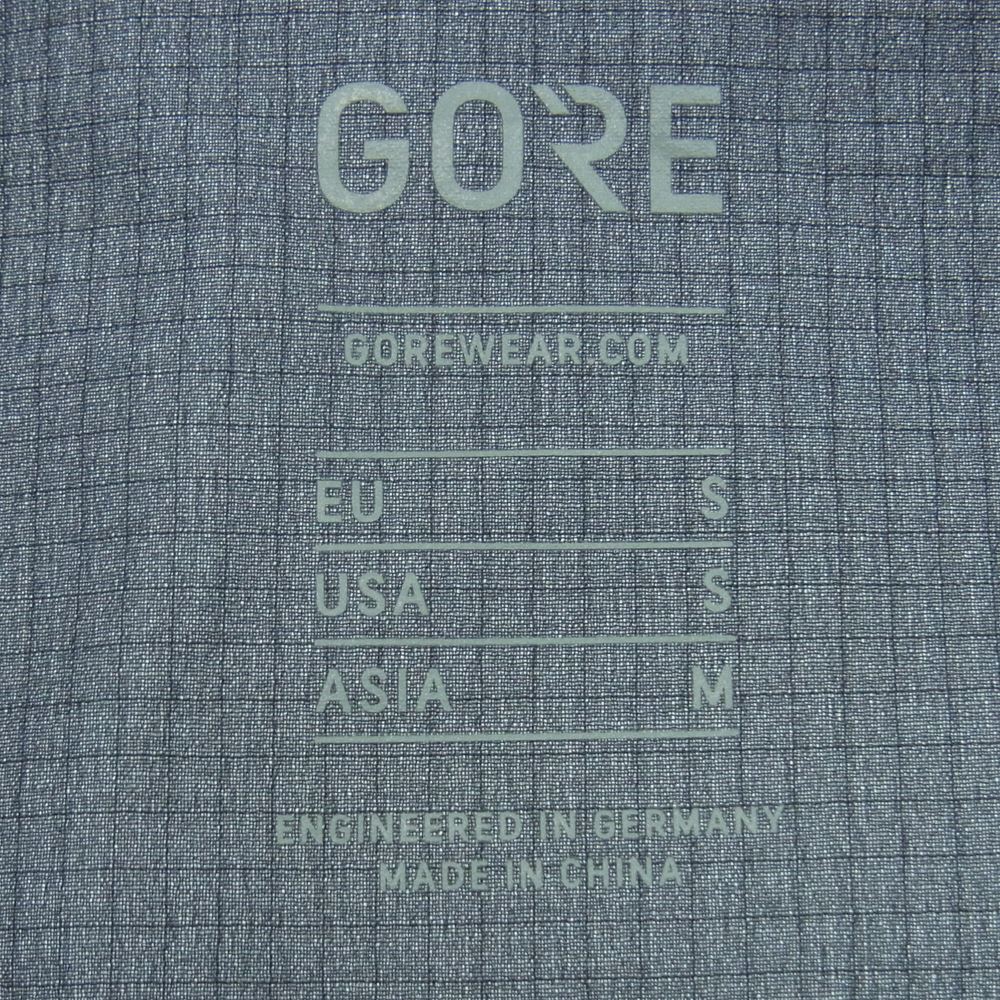 GORE
GOREWEAR.COM
EU S
USA S
ASIA M
ENGINEERED IN GERMANY
MADE IN CHINA